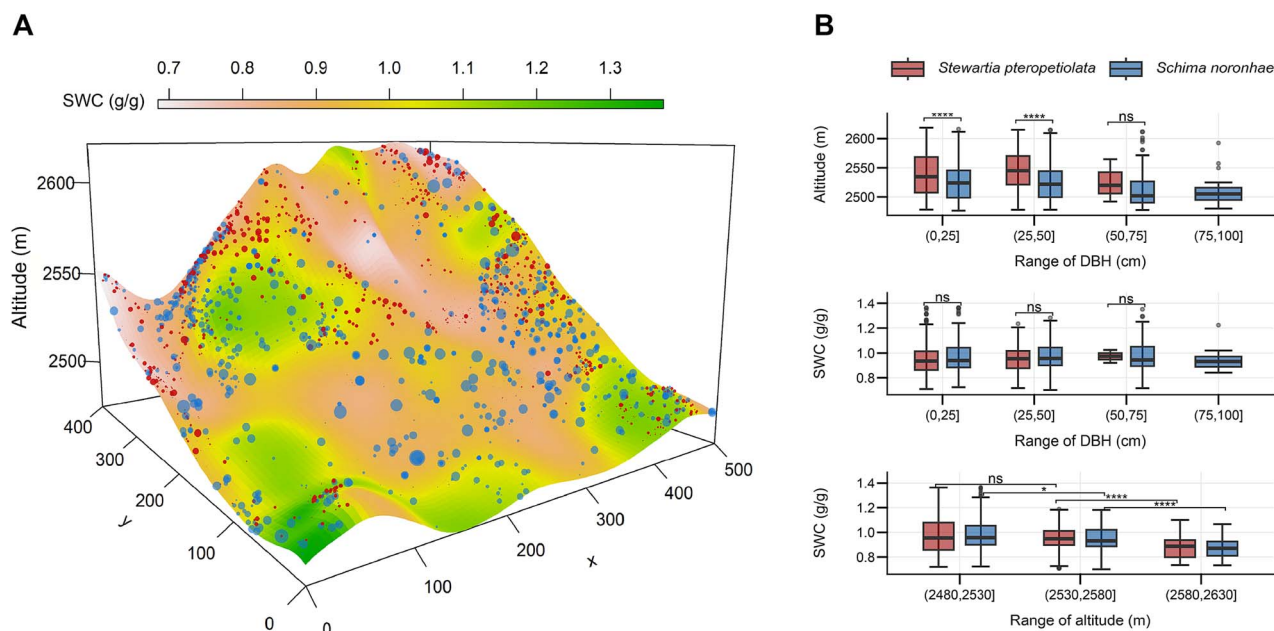 A
0.7 0.8 0.9 1.0 1.1 1.2 1.3
SWC (g/g)
2600
2550
2500
Altitude (m)
400
300
200
100
0
y
0
100
200
300
400
500
x
B
Stewartia pteropetiolata Schima noronhae
**** **** ns
2600
2550
2500
Altitude (m)
(0,25] (25,50] (50,75] (75,100]
Range of DBH (cm)
ns ns ns
1.4
1.2
1.0
0.8
SWC (g/g)
(0,25] (25,50] (50,75] (75,100]
Range of DBH (cm)
ns
*
****
****
1.4
1.2
1.0
0.8
SWC (g/g)
(2480,2530] (2530,2580] (2580,2630]
Range of altitude (m)